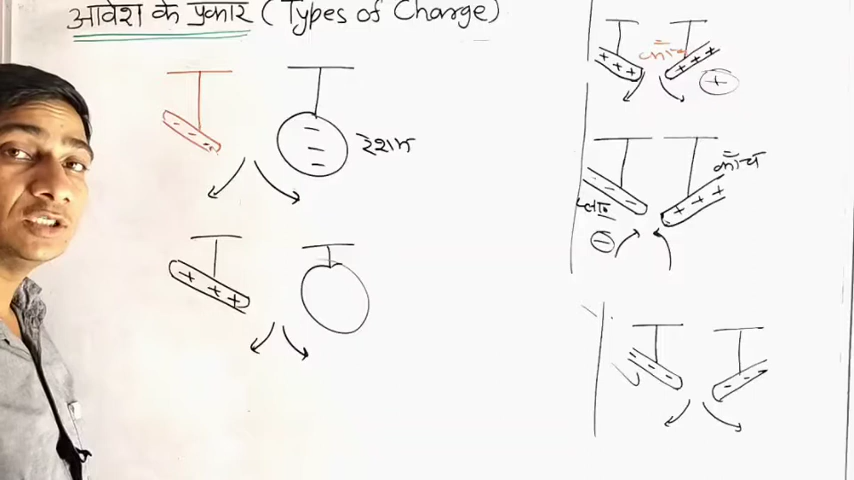 आवेश के प्रकार (Types of Charge)
- - -
- - -
रेशम
+ + +
+ + +
काँच
+ + +
+
- - - -
काँच
+ + +
-
- - - -
- - -